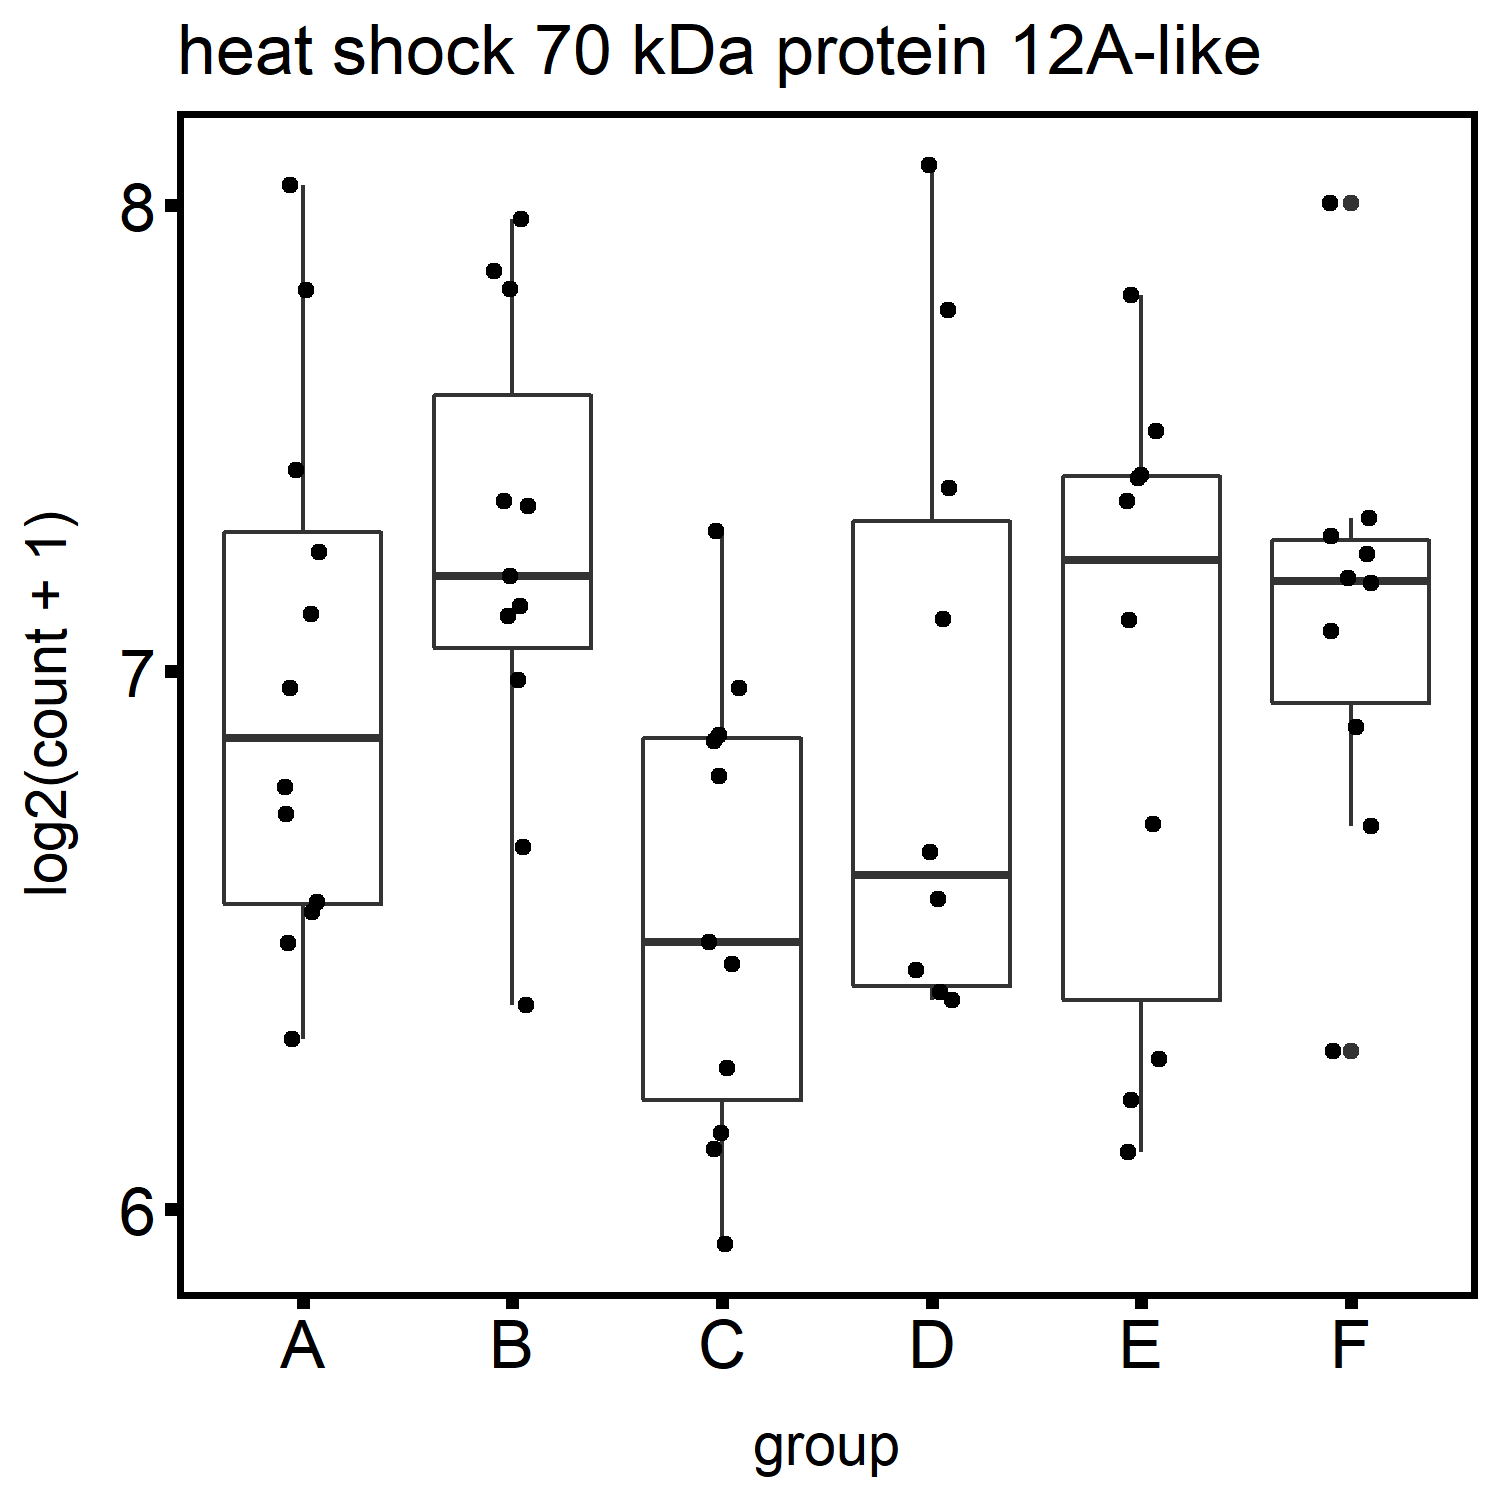 heat shock 70 kDa protein 12A-like
log2(count + 1)
8
7
6
A B C D E F
group